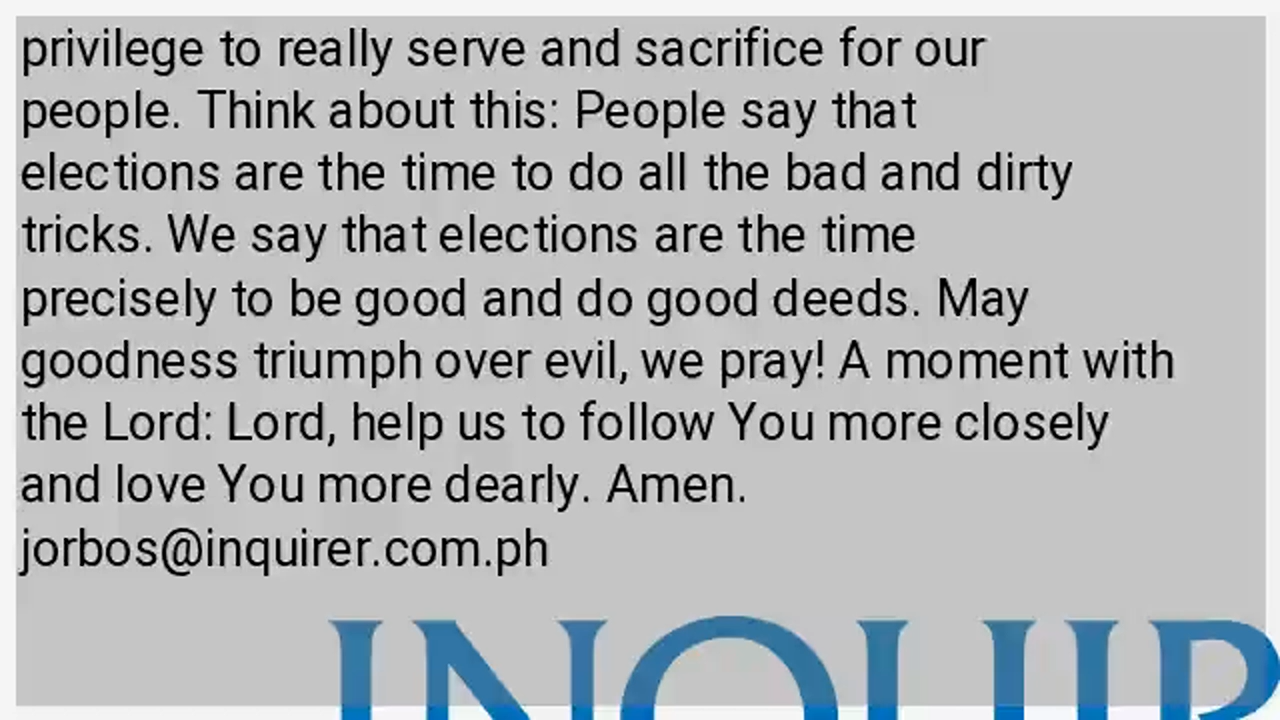 privilege to really serve and sacrifice for our
people. Think about this: People say that
elections are the time to do all the bad and dirty
tricks. We say that elections are the time
precisely to be good and do good deeds. May
goodness triumph over evil, we pray! A moment with
the Lord: Lord, help us to follow You more closely
and love You more dearly. Amen.
jorbos@inquirer.com.ph
INQUIR